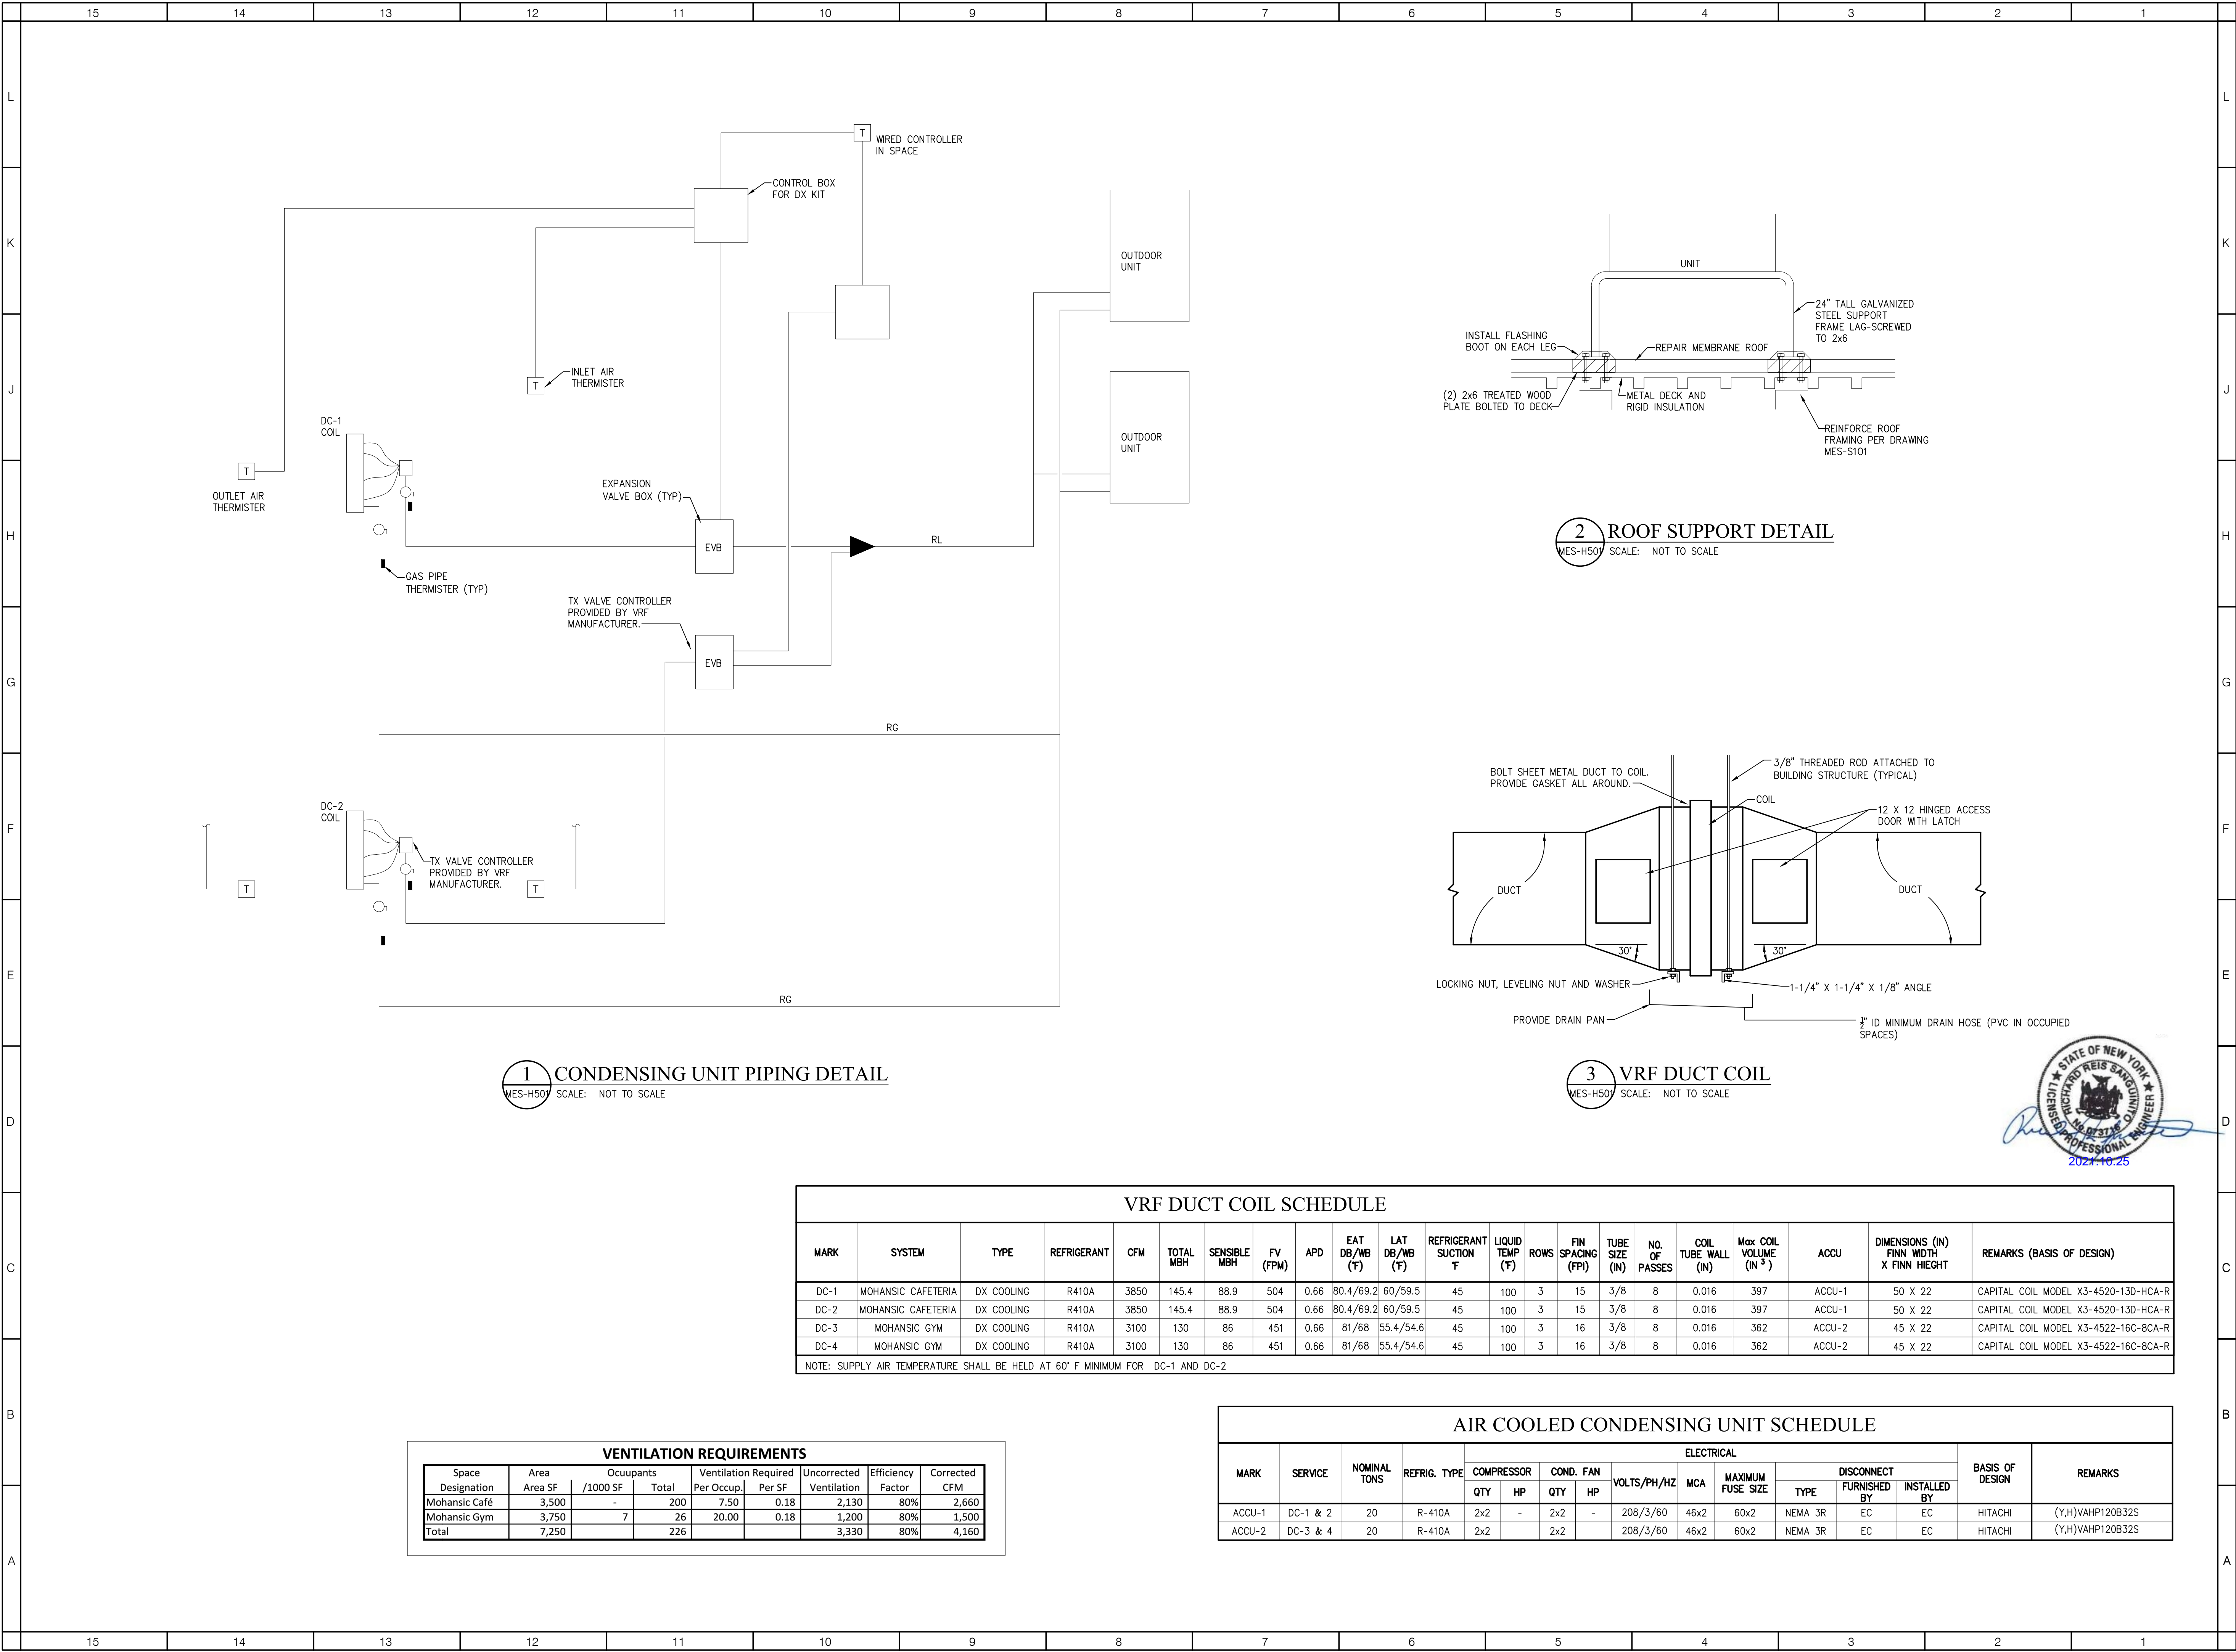 15 14 13 12 11 10 9 8 7 6 5 4 3 2 1
L
K
J
H
G
F
E
D
C
B
A
L
K
J
H
G
F
E
D
C
B
A
T
WIRED CONTROLLER
IN SPACE
CONTROL BOX
FOR DX KIT
OUTDOOR
UNIT
T
INLET AIR
THERMISTER
DC-1
COIL
OUTDOOR
UNIT
T
OUTLET AIR
THERMISTER
EXPANSION
VALVE BOX (TYP)
EVB
RL
GAS PIPE
THERMISTER (TYP)
TX VALVE CONTROLLER
PROVIDED BY VRF
MANUFACTURER.
EVB
RG
DC-2
COIL
TX VALVE CONTROLLER
PROVIDED BY VRF
MANUFACTURER.
T
T
RG
1
MES-H501
CONDENSING UNIT PIPING DETAIL
SCALE: NOT TO SCALE
UNIT
24" TALL GALVANIZED
STEEL SUPPORT
FRAME LAG-SCREWED
TO 2x6
INSTALL FLASHING
BOOT ON EACH LEG
REPAIR MEMBRANE ROOF
(2) 2x6 TREATED WOOD
PLATE BOLTED TO DECK
METAL DECK AND
RIGID INSULATION
REINFORCE ROOF
FRAMING PER DRAWING
MES-S101
2
MES-H501
ROOF SUPPORT DETAIL
SCALE: NOT TO SCALE
BOLT SHEET METAL DUCT TO COIL.
PROVIDE GASKET ALL AROUND.
3/8" THREADED ROD ATTACHED TO
BUILDING STRUCTURE (TYPICAL)
COIL
12 X 12 HINGED ACCESS
DOOR WITH LATCH
DUCT
DUCT
30°
30°
LOCKING NUT, LEVELING NUT AND WASHER
1-1/4" X 1-1/4" X 1/8" ANGLE
PROVIDE DRAIN PAN
½" ID MINIMUM DRAIN HOSE (PVC IN OCCUPIED
SPACES)
3
MES-H501
VRF DUCT COIL
SCALE: NOT TO SCALE
STATE OF NEW YORK
RICHARD REIS SANGUINITO
No. 073716
LICENSED PROFESSIONAL ENGINEER
2021.10.25
VRF DUCT COIL SCHEDULE
MARK SYSTEM TYPE REFRIGERANT CFM TOTAL MBH SENSIBLE MBH FV (FPM) APD EAT DB/WB (°F) LAT DB/WB (°F) REFRIGERANT SUCTION °F LIQUID TEMP (°F) ROWS FIN SPACING (FPI) TUBE SIZE (IN) NO. OF PASSES COIL TUBE WALL (IN) Max COIL VOLUME (IN 3) ACCU DIMENSIONS (IN) FINN WIDTH X FINN HIEGHT REMARKS (BASIS OF DESIGN)
DC-1 MOHANSIC CAFETERIA DX COOLING R410A 3850 145.4 88.9 504 0.66 80.4/69.2 60/59.5 45 100 3 15 3/8 8 0.016 397 ACCU-1 50 X 22 CAPITAL COIL MODEL X3-4520-13D-HCA-R
DC-2 MOHANSIC CAFETERIA DX COOLING R410A 3850 145.4 88.9 504 0.66 80.4/69.2 60/59.5 45 100 3 15 3/8 8 0.016 397 ACCU-1 50 X 22 CAPITAL COIL MODEL X3-4520-13D-HCA-R
DC-3 MOHANSIC GYM DX COOLING R410A 3100 130 86 451 0.66 81/68 55.4/54.6 45 100 3 16 3/8 8 0.016 362 ACCU-2 45 X 22 CAPITAL COIL MODEL X3-4522-16C-8CA-R
DC-4 MOHANSIC GYM DX COOLING R410A 3100 130 86 451 0.66 81/68 55.4/54.6 45 100 3 16 3/8 8 0.016 362 ACCU-2 45 X 22 CAPITAL COIL MODEL X3-4522-16C-8CA-R
NOTE: SUPPLY AIR TEMPERATURE SHALL BE HELD AT 60° F MINIMUM FOR DC-1 AND DC-2
VENTILATION REQUIREMENTS
Space Area Ocuupants Ventilation Required Uncorrected Efficiency Corrected
Designation Area SF /1000 SF Total Per Occup. Per SF Ventilation Factor CFM
Mohansic Café 3,500 - 200 7.50 0.18 2,130 80% 2,660
Mohansic Gym 3,750 7 26 20.00 0.18 1,200 80% 1,500
Total 7,250 226 3,330 80% 4,160
AIR COOLED CONDENSING UNIT SCHEDULE
ELECTRICAL
MARK SERVICE NOMINAL TONS REFRIG. TYPE COMPRESSOR COND. FAN VOLTS/PH/HZ MCA MAXIMUM FUSE SIZE DISCONNECT BASIS OF DESIGN REMARKS
QTY HP QTY HP TYPE FURNISHED BY INSTALLED BY
ACCU-1 DC-1 & 2 20 R-410A 2x2 - 2x2 - 208/3/60 46x2 60x2 NEMA 3R EC EC HITACHI (Y,H)VAHP120B32S
ACCU-2 DC-3 & 4 20 R-410A 2x2 2x2 208/3/60 46x2 60x2 NEMA 3R EC EC HITACHI (Y,H)VAHP120B32S
15 14 13 12 11 10 9 8 7 6 5 4 3 2 1